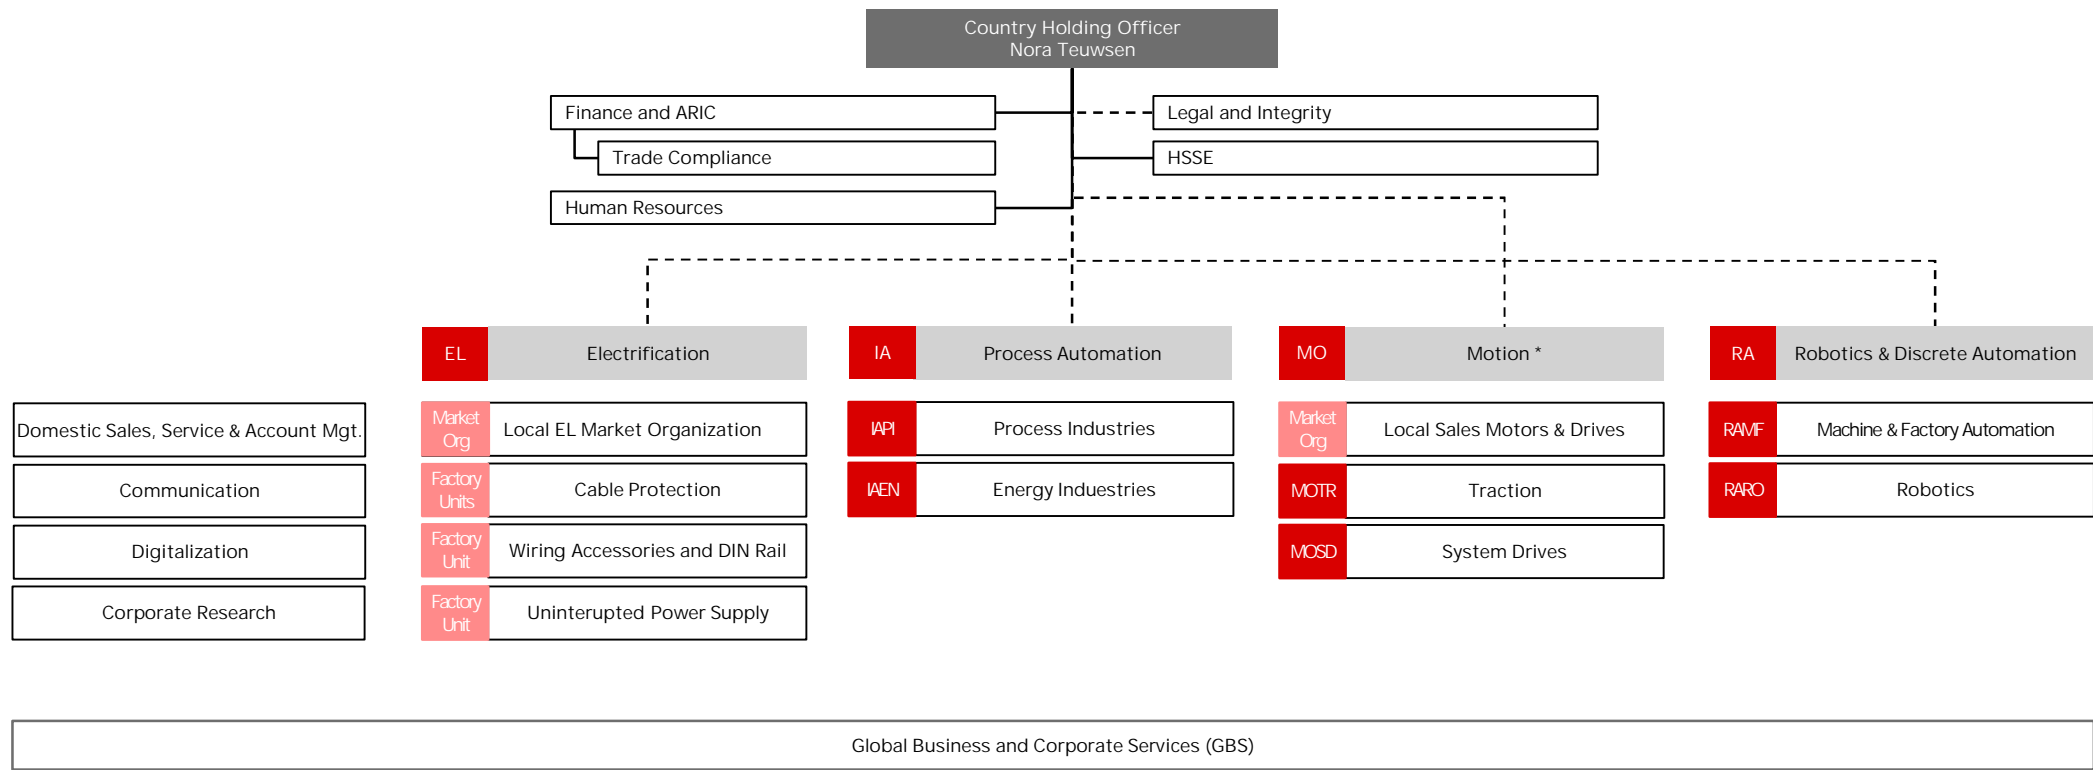 Country Holding Officer
Nora Teuwsen
Finance and ARIC
Legal and Integrity
Trade Compliance
HSSE
Human Resources
EL
Electrification
IA
Process Automation
MO
Motion *
RA
Robotics & Discrete Automation
Domestic Sales, Service & Account Mgt.
Communication
Digitalization
Corporate Research
Market
Org
Local EL Market Organization
Factory
Units
Cable Protection
Factory
Unit
Wiring Accessories and DIN Rail
Factory
Unit
Uninterupted Power Supply
IAPI
Process Industries
IAEN
Energy Induestries
Market
Org
Local Sales Motors & Drives
MOTR
Traction
MOSD
System Drives
RAMF
Machine & Factory Automation
RARO
Robotics
Global Business and Corporate Services (GBS)